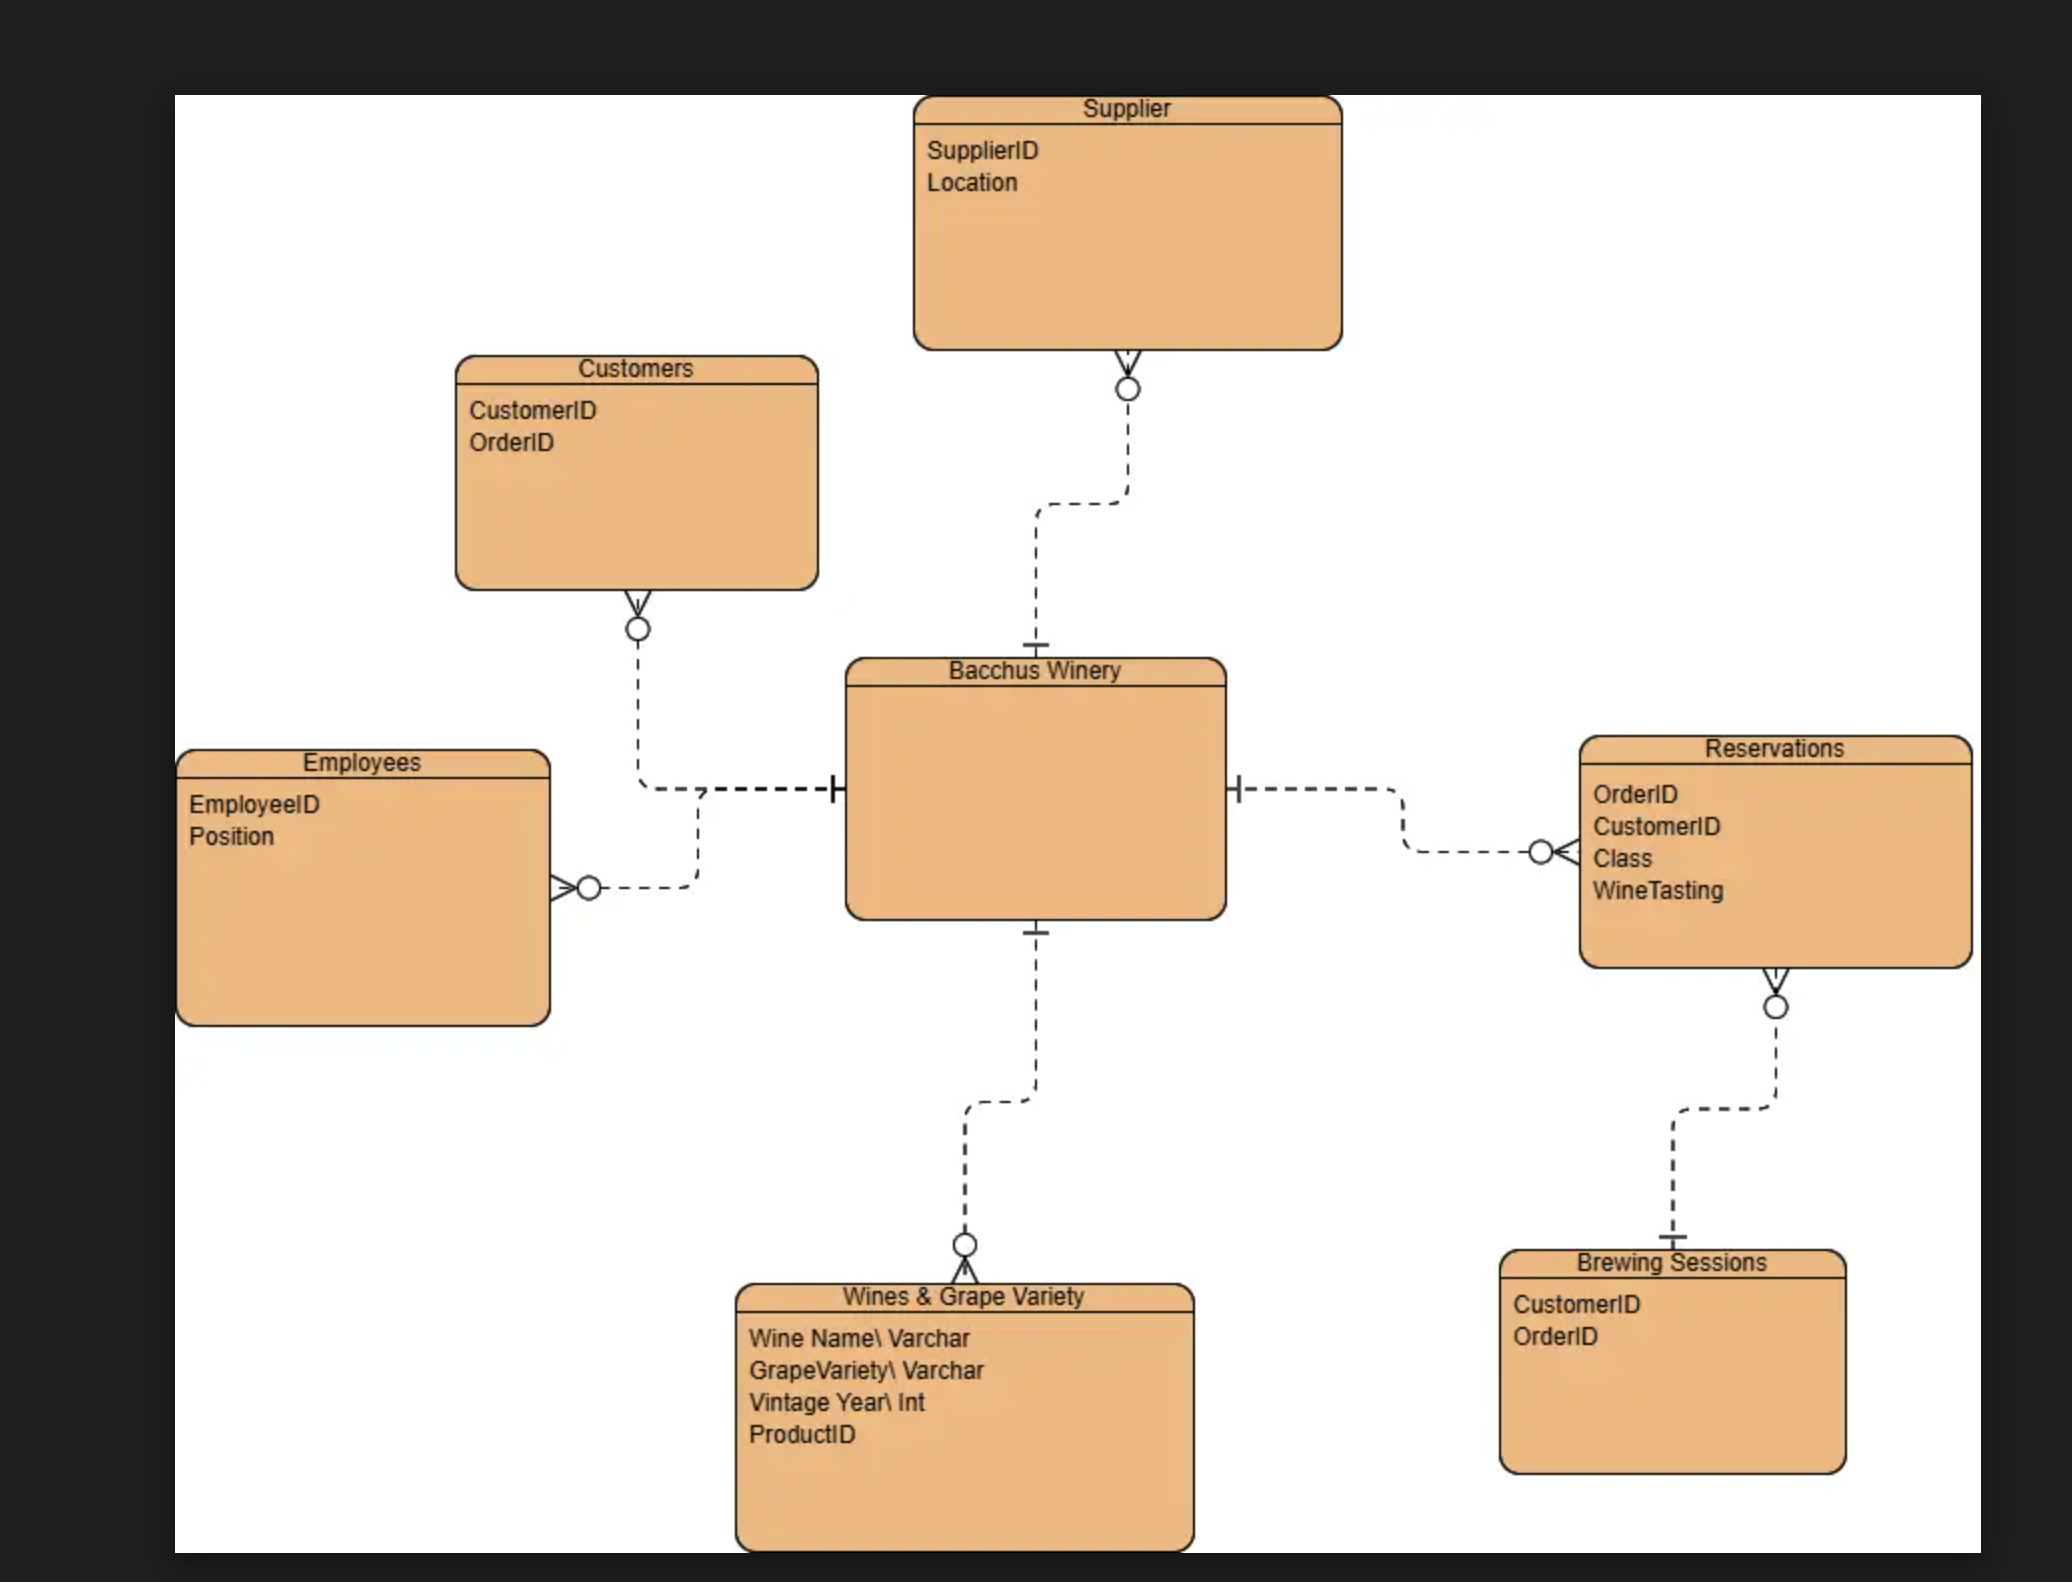 Supplier
SupplierID
Location
Customers
CustomerID
OrderID
Bacchus Winery
Employees
EmployeeID
Position
Reservations
OrderID
CustomerID
Class
WineTasting
Wines & Grape Variety
Wine Name\ Varchar
GrapeVariety\ Varchar
Vintage Year\ Int
ProductID
Brewing Sessions
CustomerID
OrderID